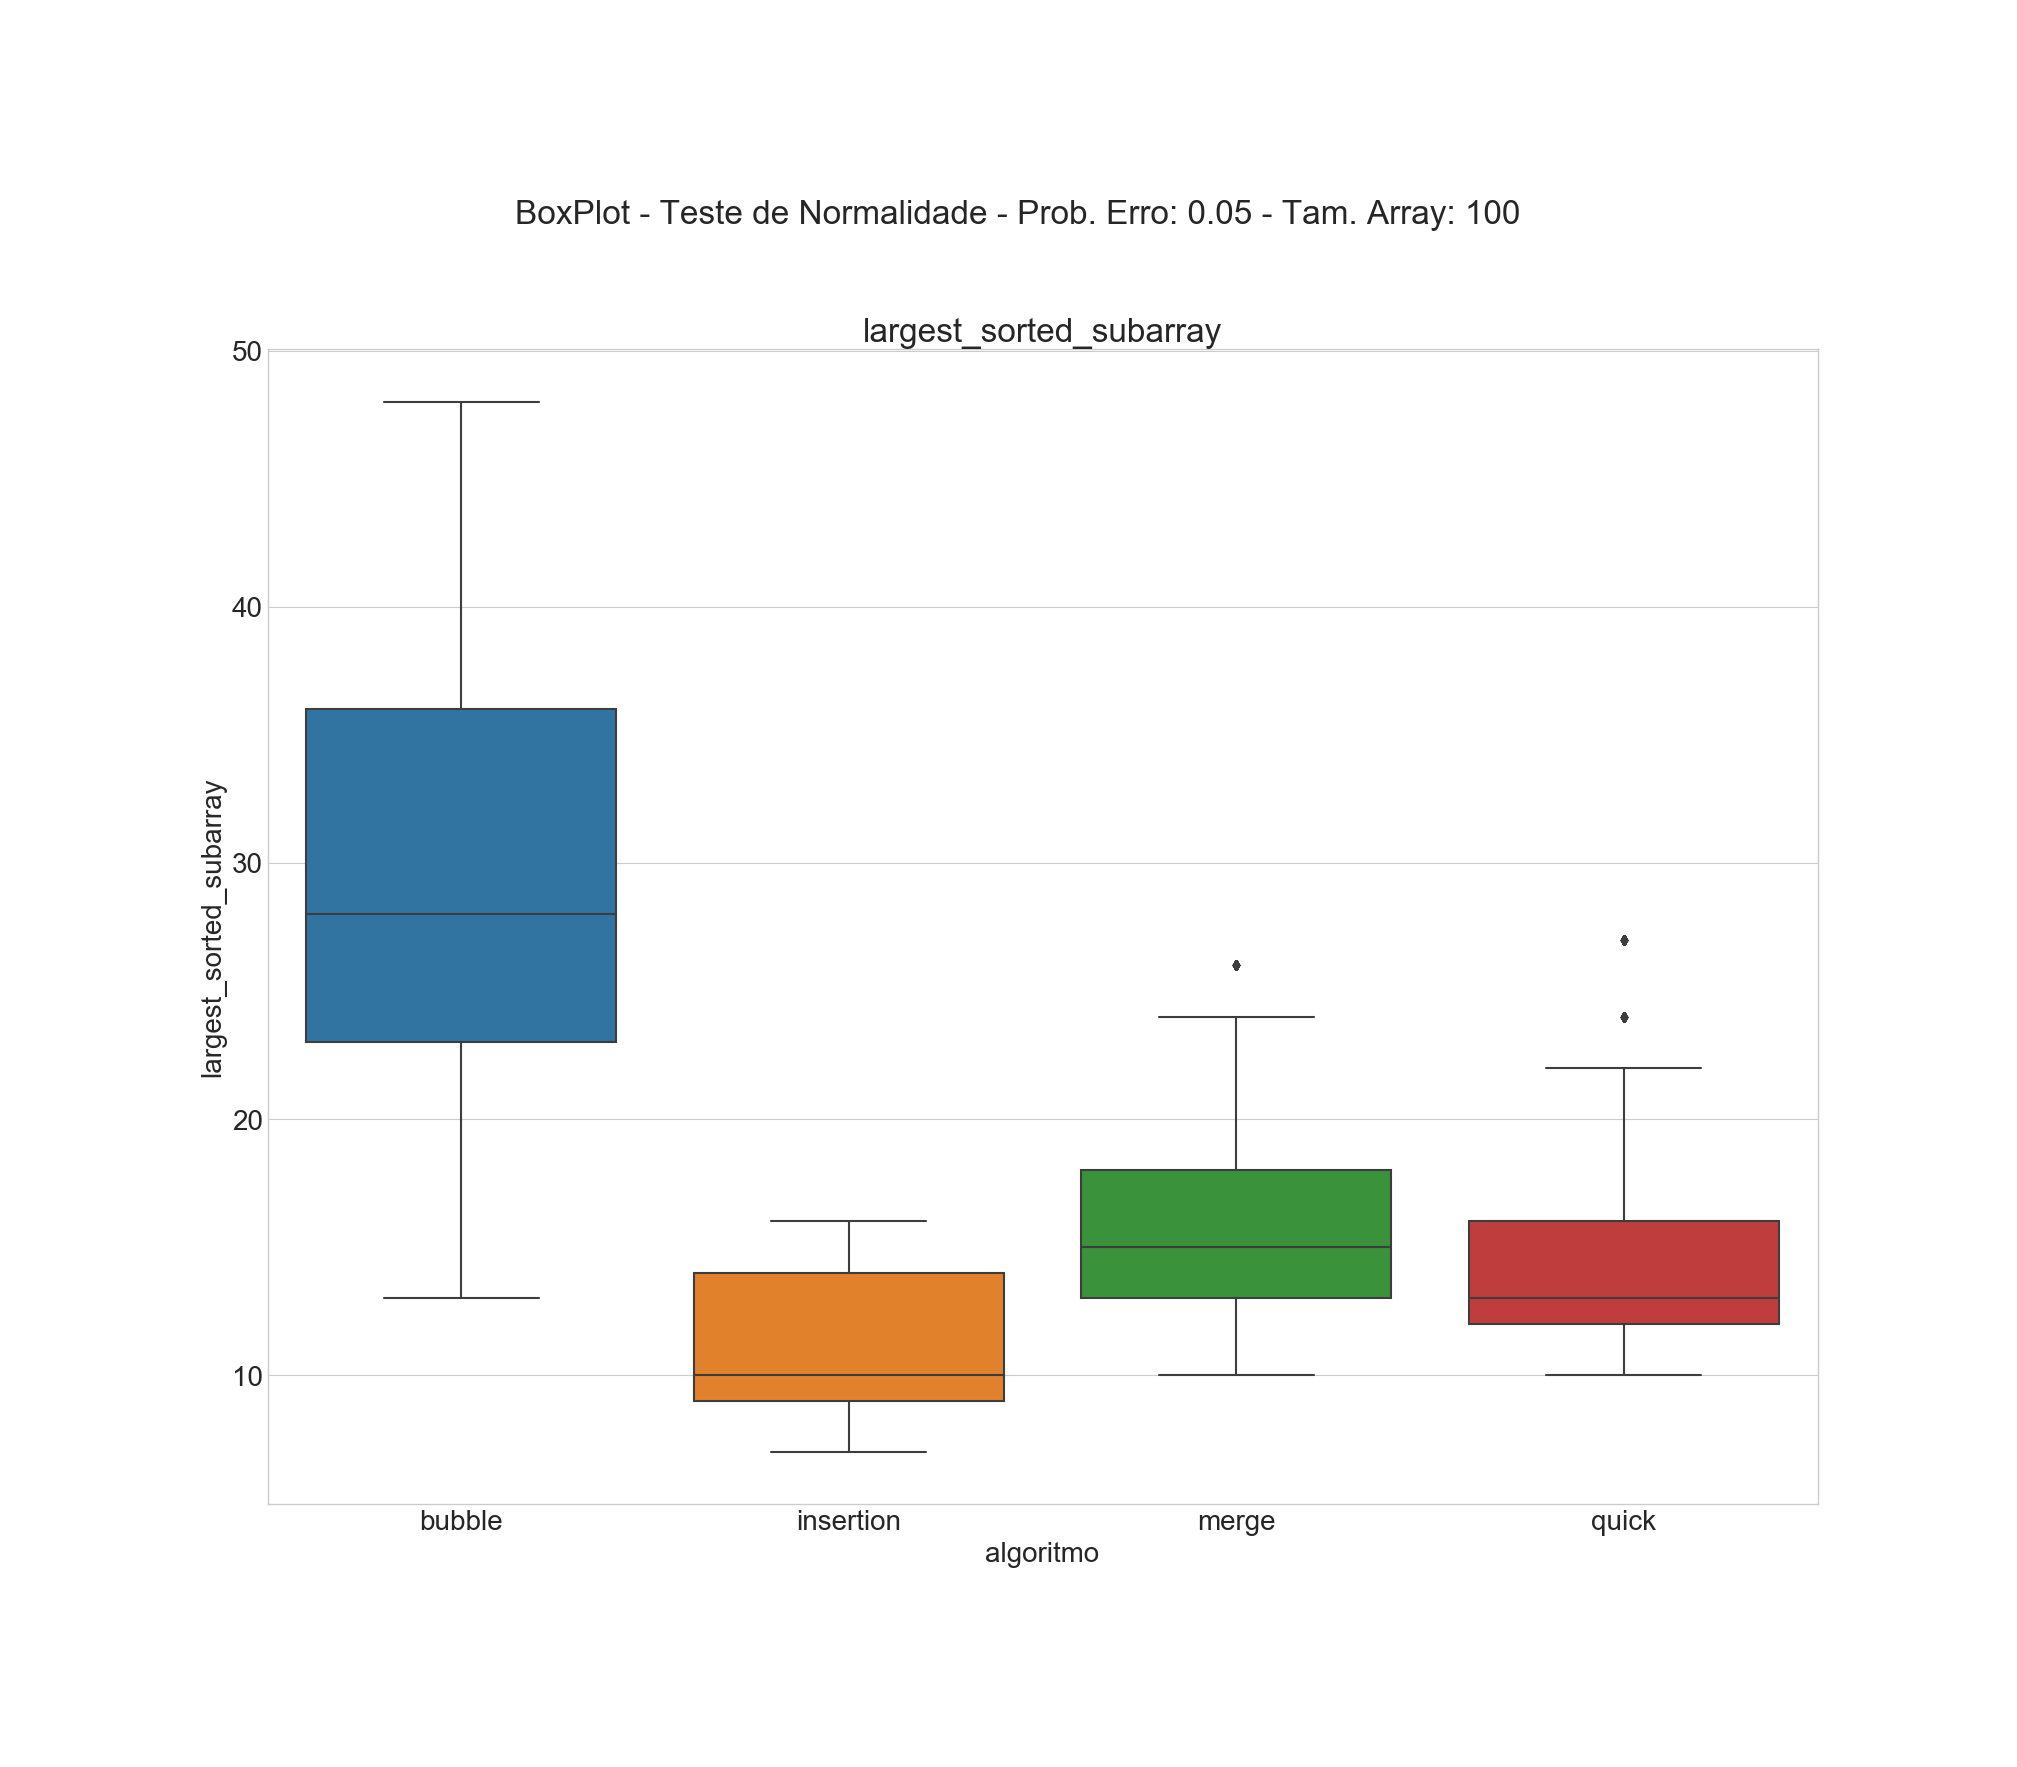 BoxPlot - Teste de Normalidade - Prob. Erro: 0.05 - Tam. Array: 100
largest_sorted_subarray
50
40
30
20
10
largest_sorted_subarray
bubble insertion merge quick
algoritmo